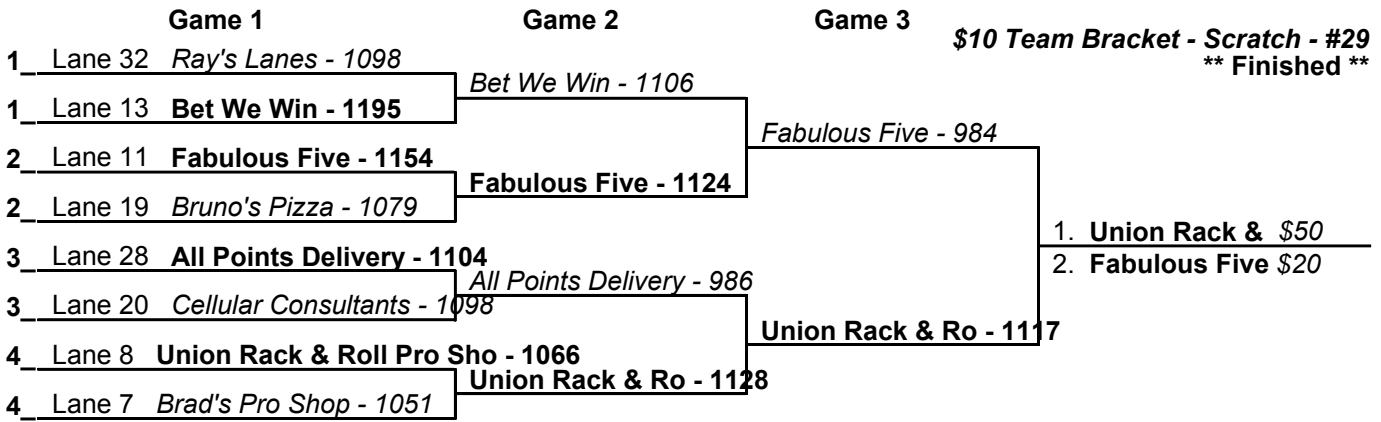 Game 1 Game 2 Game 3
$10 Team Bracket - Scratch - #29
** Finished **
1_ Lane 32 Ray's Lanes - 1098
Bet We Win - 1106
1_ Lane 13 Bet We Win - 1195
Fabulous Five - 984
2_ Lane 11 Fabulous Five - 1154
Fabulous Five - 1124
2_ Lane 19 Bruno's Pizza - 1079
1. Union Rack & $50
3_ Lane 28 All Points Delivery - 1104
2. Fabulous Five $20
All Points Delivery - 986
3_ Lane 20 Cellular Consultants - 1098
Union Rack & Ro - 1117
4_ Lane 8 Union Rack & Roll Pro Sho - 1066
Union Rack & Ro - 1128
4_ Lane 7 Brad's Pro Shop - 1051